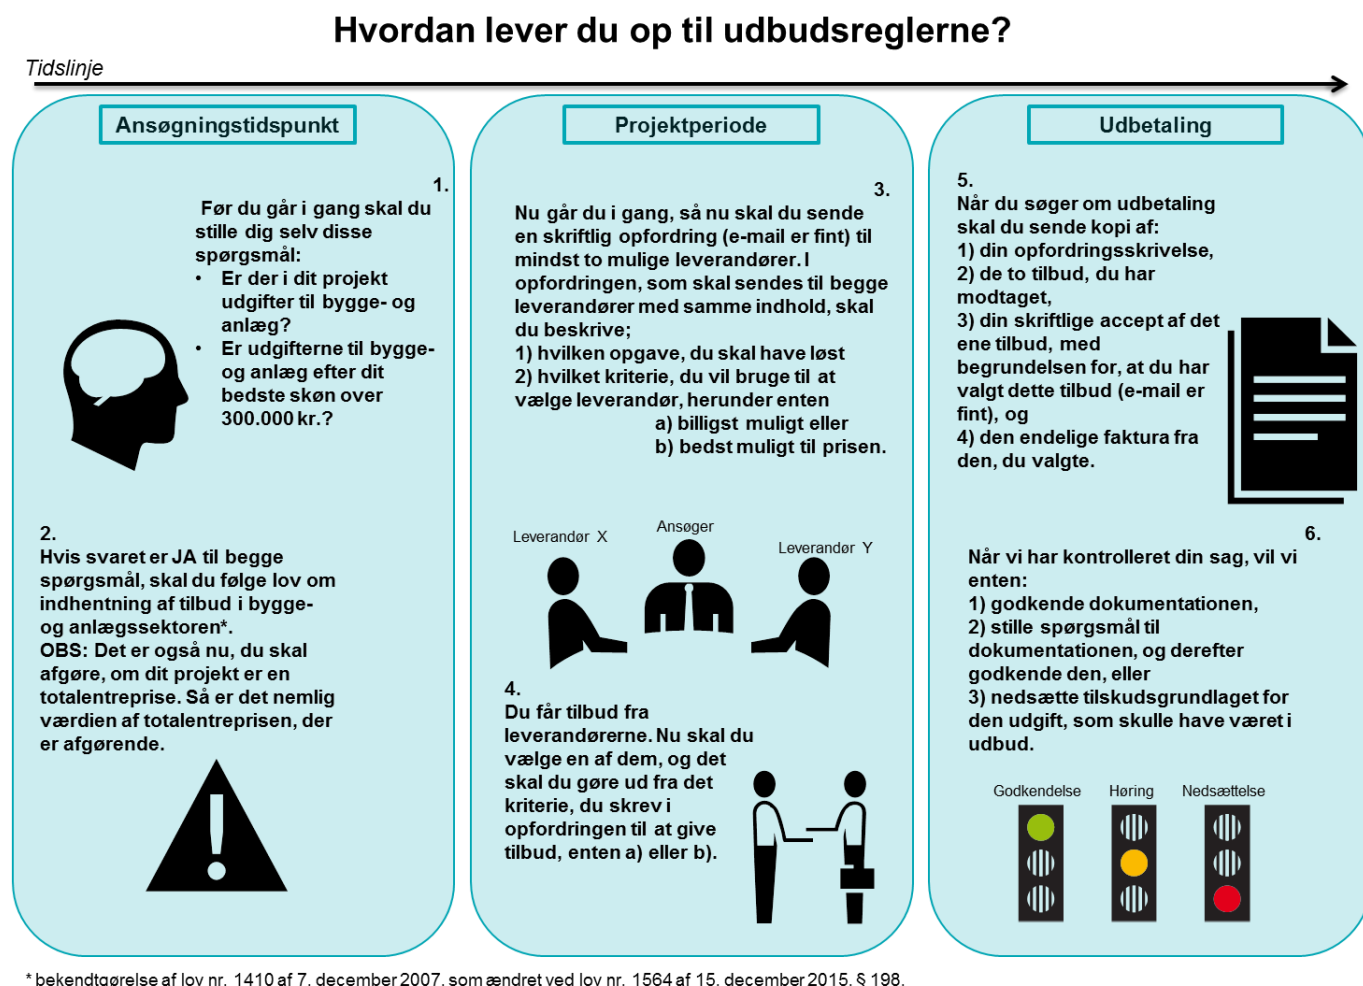 Hvordan lever du op til udbudsreglerne?
Tidslinje
Ansøgningstidspunkt
1.
Før du går i gang skal du
stille dig selv disse
spørgsmål:
• Er der i dit projekt
udgifter til bygge- og
anlæg?
• Er udgifterne til bygge-
og anlæg efter dit
bedste skøn over
300.000 kr.?
2.
Hvis svaret er JA til begge
spørgsmål, skal du følge lov om
indhentning af tilbud i bygge-
og anlægssektoren*.
OBS: Det er også nu, du skal
afgøre, om dit projekt er en
totalentreprise. Så er det nemlig
værdien af totalentreprisen, der
er afgørende.
Projektperiode
3.
Nu går du i gang, så nu skal du sende
en skriftlig opfordring (e-mail er fint) til
mindst to mulige leverandører. I
opfordringen, som skal sendes til begge
leverandører med samme indhold, skal
du beskrive;
1) hvilken opgave, du skal have løst
2) hvilket kriterie, du vil bruge til at
vælge leverandør, herunder enten
a) billigst muligt eller
b) bedst muligt til prisen.
Leverandør X
Ansøger
Leverandør Y
4.
Du får tilbud fra
leverandørerne. Nu skal du
vælge en af dem, og det
skal du gøre ud fra det
kriterie, du skrev i
opfordringen til at give
tilbud, enten a) eller b).
Udbetaling
5.
Når du søger om udbetaling
skal du sende kopi af:
1) din opfordringsskrivelse,
2) de to tilbud, du har
modtaget,
3) din skriftlige accept af det
ene tilbud, med
begrundelsen for, at du har
valgt dette tilbud (e-mail er
fint), og
4) den endelige faktura fra
den, du valgte.
6.
Når vi har kontrolleret din sag, vil vi
enten:
1) godkende dokumentationen,
2) stille spørgsmål til
dokumentationen, og derefter
godkende den, eller
3) nedsætte tilskudsgrundlaget for
den udgift, som skulle have været i
udbud.
Godkendelse
Høring
Nedsættelse
* bekendtgørelse af lov nr. 1410 af 7. december 2007, som ændret ved lov nr. 1564 af 15. december 2015, § 198.